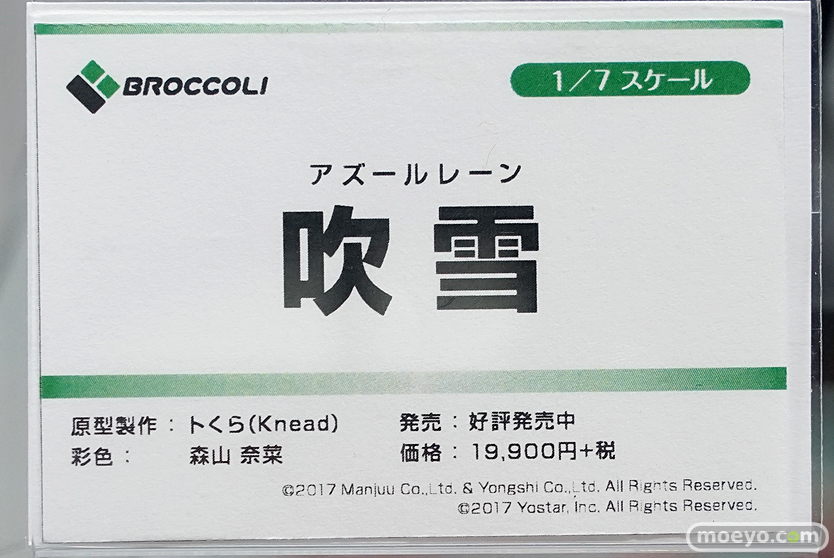 BROCCOLI
1/7 スケール
アズールレーン
吹雪
原型製作 : トくら(Knead)
発売 : 好評発売中
彩色 : 森山 奈菜
価格 : 19,900円+税
©2017 Manjuu Co.,Ltd. & Yongshi Co.,Ltd. All Rights Reserved.
©2017 Yostar, Inc. All Rights Reserved.
moeyo.com